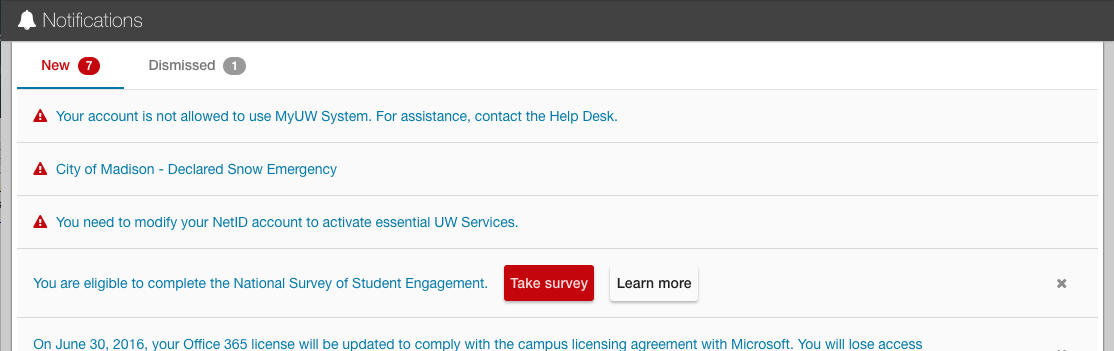 Notifications
New 7 Dismissed 1
Your account is not allowed to use MyUW System. For assistance, contact the Help Desk.
City of Madison - Declared Snow Emergency
You need to modify your NetID account to activate essential UW Services.
You are eligible to complete the National Survey of Student Engagement. Take survey Learn more
On June 30, 2016, your Office 365 license will be updated to comply with the campus licensing agreement with Microsoft. You will lose access